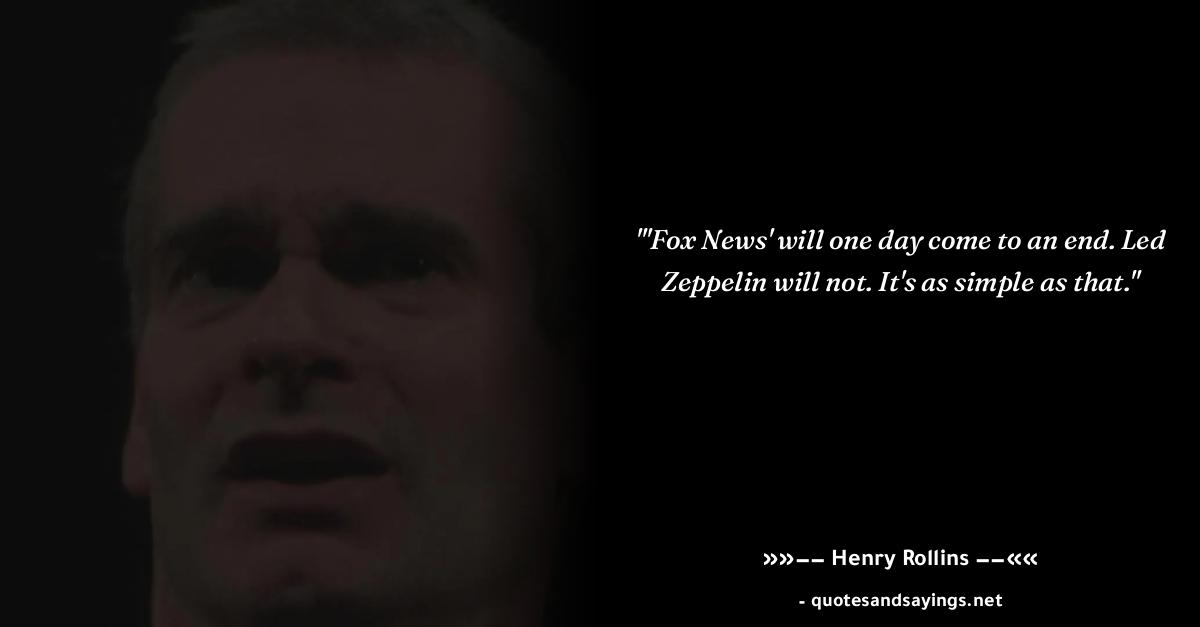 "'Fox News' will one day come to an end. Led
Zeppelin will not. It's as simple as that."
»»−− Henry Rollins −−««
- quotesandsayings.net